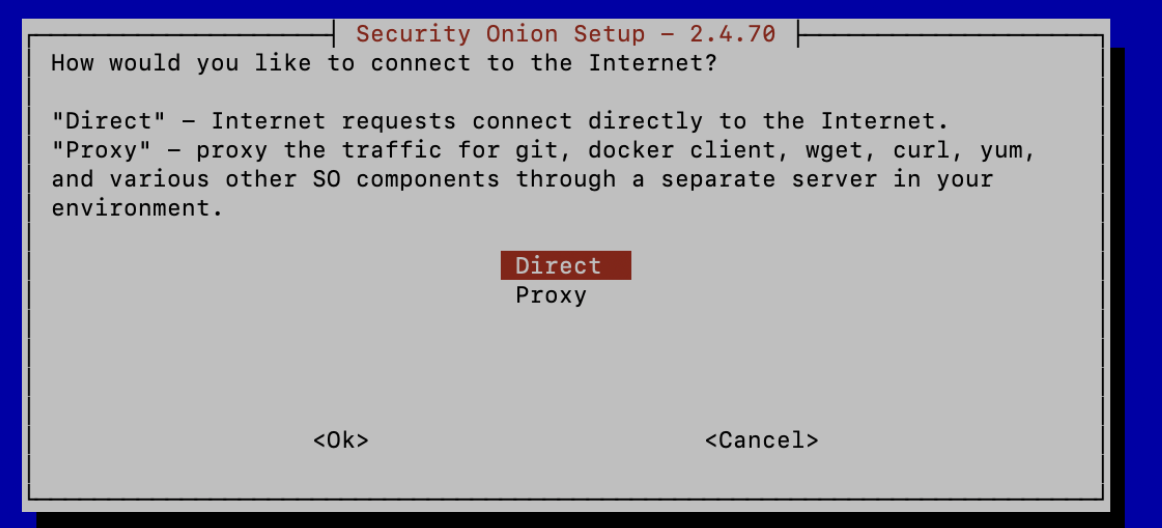 Security Onion Setup - 2.4.70
How would you like to connect to the Internet?
"Direct" - Internet requests connect directly to the Internet.
"Proxy" - proxy the traffic for git, docker client, wget, curl, yum,
and various other SO components through a separate server in your
environment.
Direct
Proxy
<Ok> <Cancel>